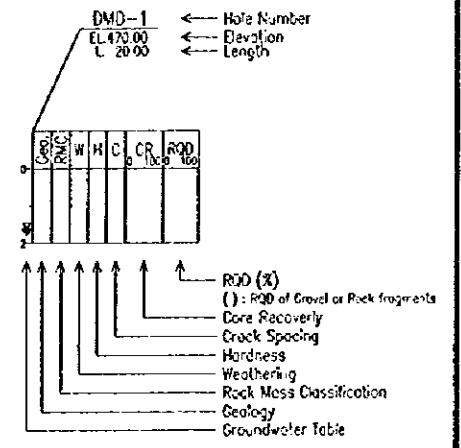 DMD-1 Hole Number
EL.470.00 Elevation
L. 20.00 Length
Geo. RMC W H C CR RQD
0 100 0 100
0
2
RQD (%)
( ) : RQD of Gravel or Rock fragments
Core Recoverly
Crack Spacing
Hardness
Weathering
Rock Mass Classification
Geology
Groundwater Table